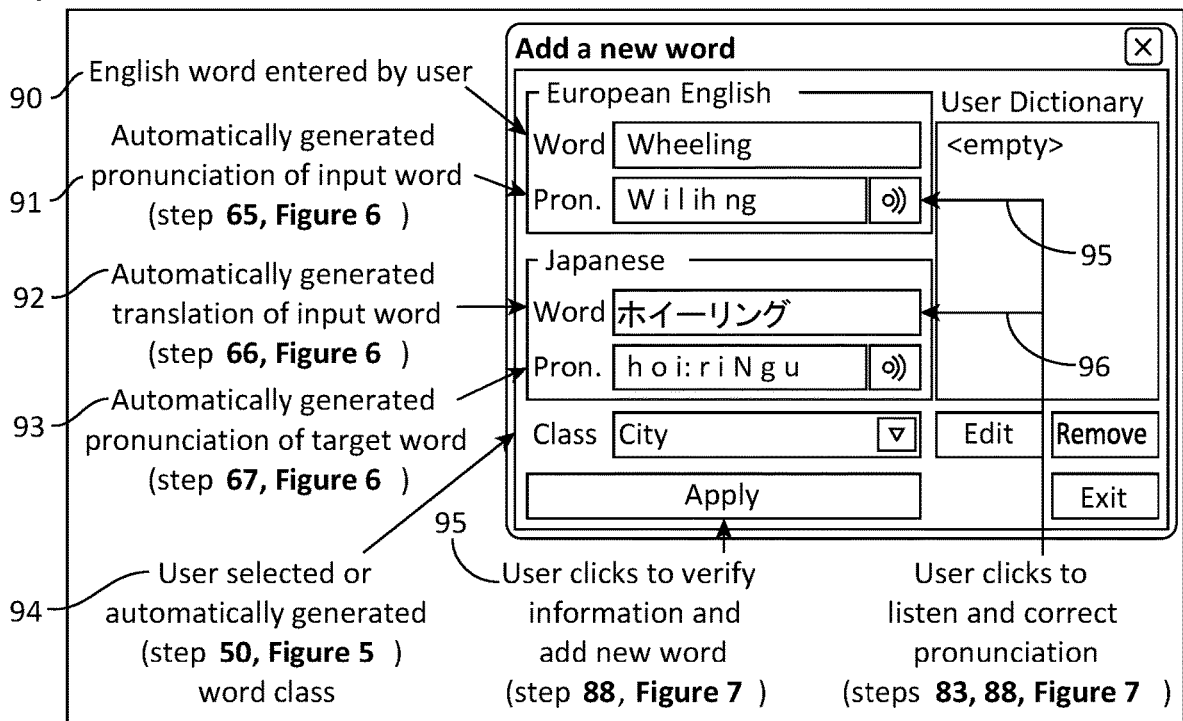 Add a new word
90
English word entered by user
European English
User Dictionary
Word Wheeling
<empty>
91
Automatically generated
pronunciation of input word
(step 65, Figure 6 )
Pron. W i l ih ng
95
92
Automatically generated
translation of input word
(step 66, Figure 6 )
Japanese
Word ホイーリング
96
93
Automatically generated
pronunciation of target word
(step 67, Figure 6 )
Pron. h o i: r i N g u
Class City
Edit
Remove
Apply
Exit
94
User selected or
automatically generated
(step 50, Figure 5 )
word class
95
User clicks to verify
information and
add new word
(step 88, Figure 7 )
User clicks to
listen and correct
pronunciation
(steps 83, 88, Figure 7 )